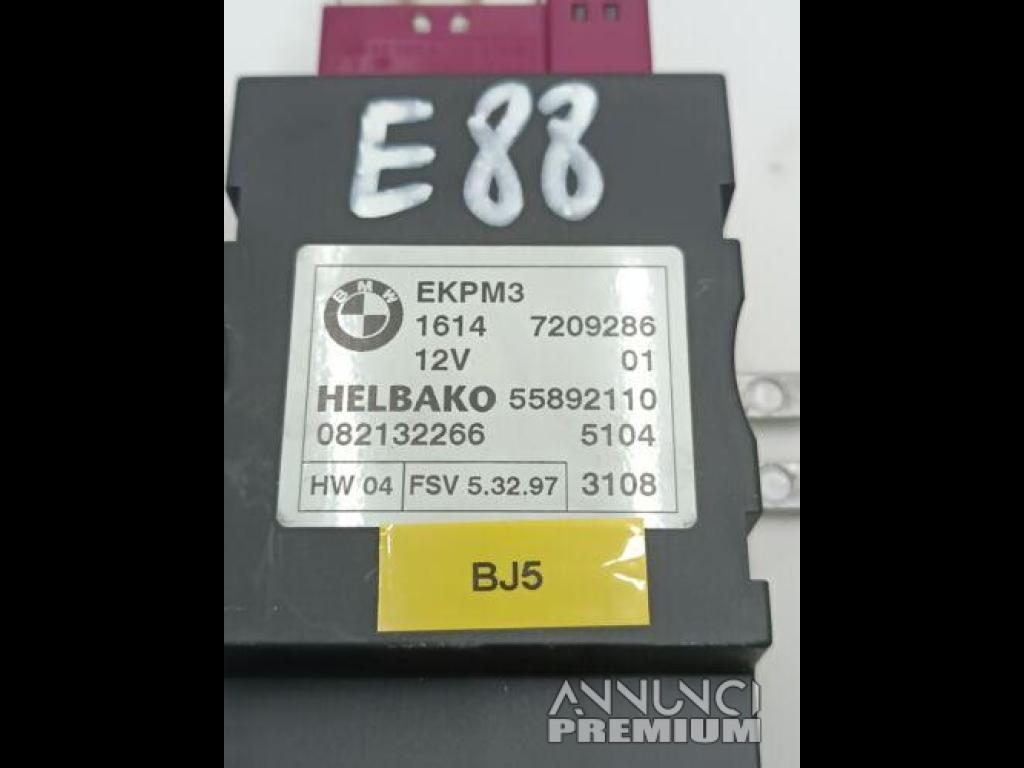 E88
BMW
EKPM3
1614 7209286
12V 01
HELBAKO 55892110
082132266 5104
HW 04 FSV 5.32.97 3108
BJ5
ANNUNCI
PREMIUM